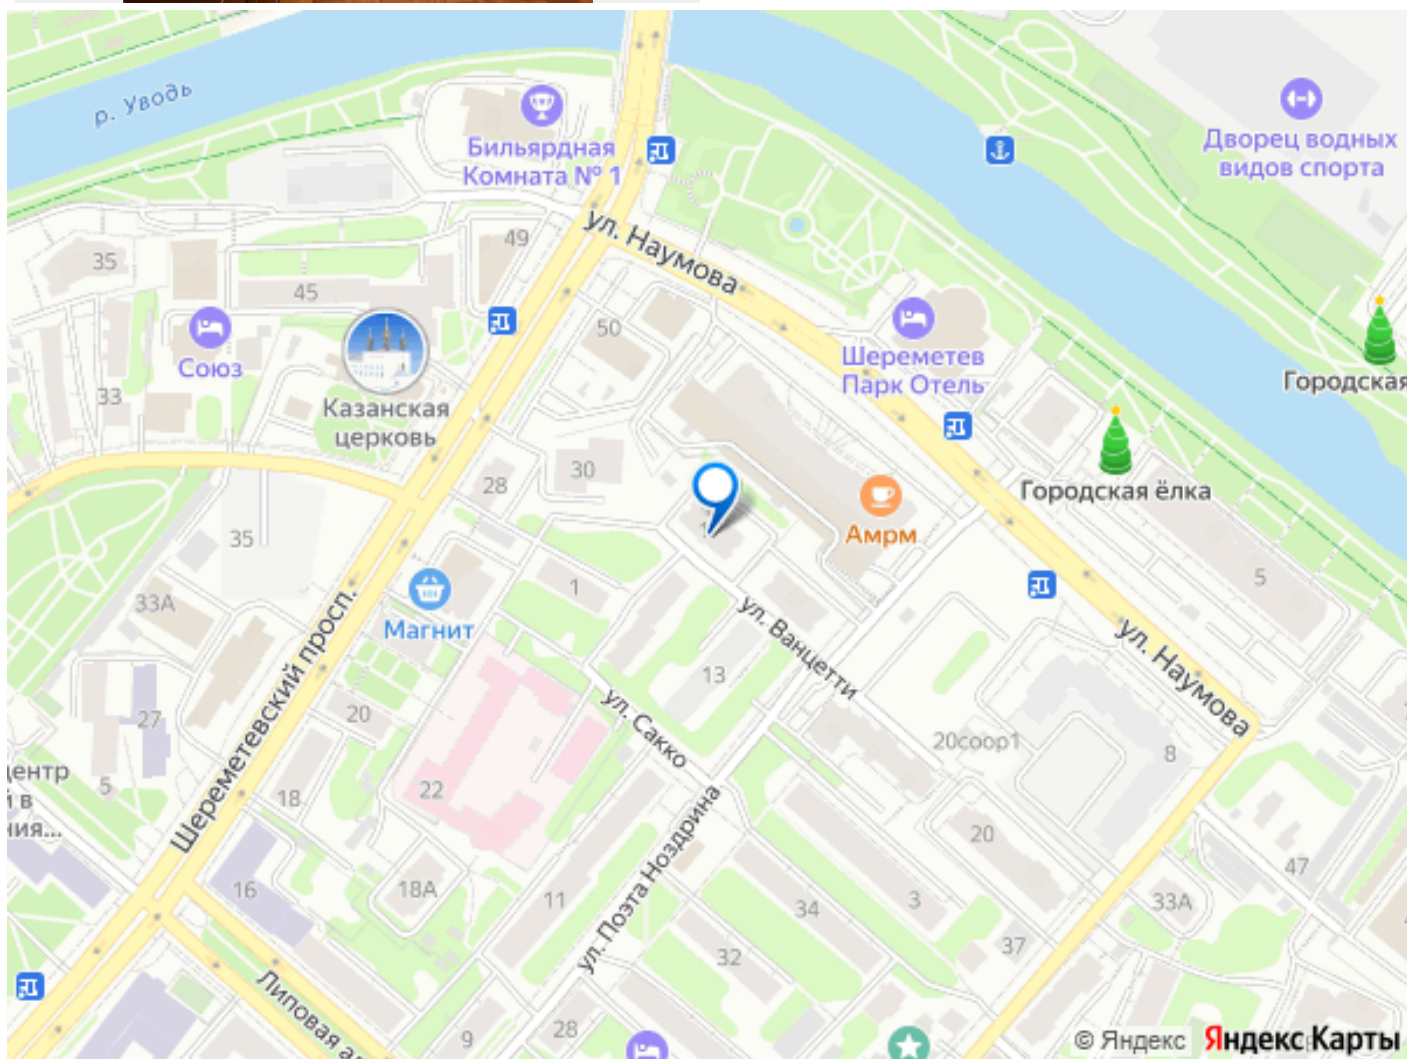 р. Уводь
Бильярдная
Комната № 1
Дворец водных
видов спорта
ул. Наумова
49
35
45
50
Союз
Шереметев
Парк Отель
Городская
33
Казанская
церковь
30
28
Городская ёлка
Амрм
35
1
5
33А
Магнит
ул. Ванцетти
13
ул. Наумова
Шереметевский просп.
27
20
ул. Сакко
20соор1
8
центр
й в
ния...
5
22
18
ул. Поэта Ноздрина
20
47
16
18А
11
34
3
33А
37
32
Липовая ал
9
28
© Яндекс
Яндекс Карты